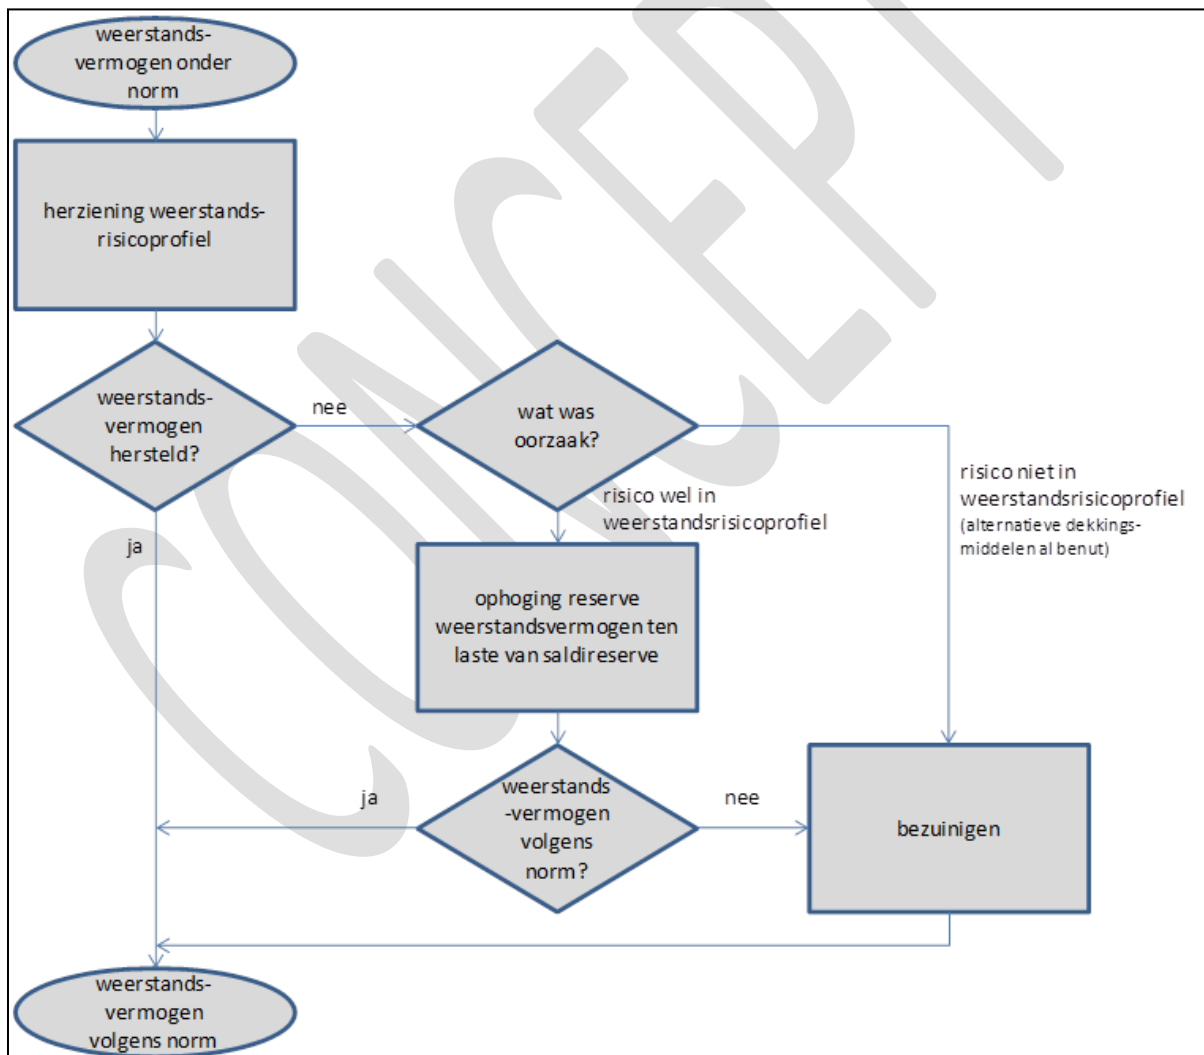 weerstands-
vermogen onder
norm
herziening weerstands-
risicoprofiel
weerstands-
vermogen
hersteld?
nee
wat was
oorzaak?
risico wel in
weerstandsrisicoprofiel
risico niet in
weerstandsrisicoprofiel
(alternatieve dekkings-
middelen al benut)
ja
ophoging reserve
weerstandsvermogen ten
laste van saldireserve
ja
weerstands
-vermogen
volgens
norm?
nee
bezuinigen
weerstands-
vermogen
volgens norm
CONCEPT